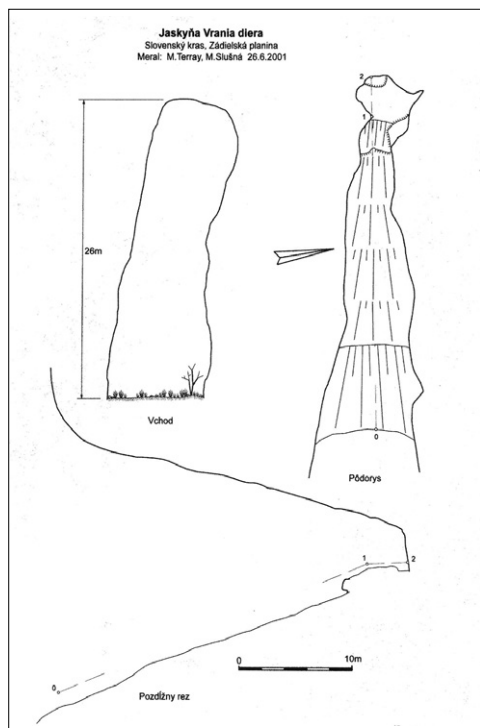 Jaskyňa Vrania diera
Slovenský kras, Zádielská planina
Meral: M.Terray, M.Slušná 26.6.2001
2
1
26m
Vchod
0
Pôdorys
1
2
0
0
10m
Pozdĺžny rez